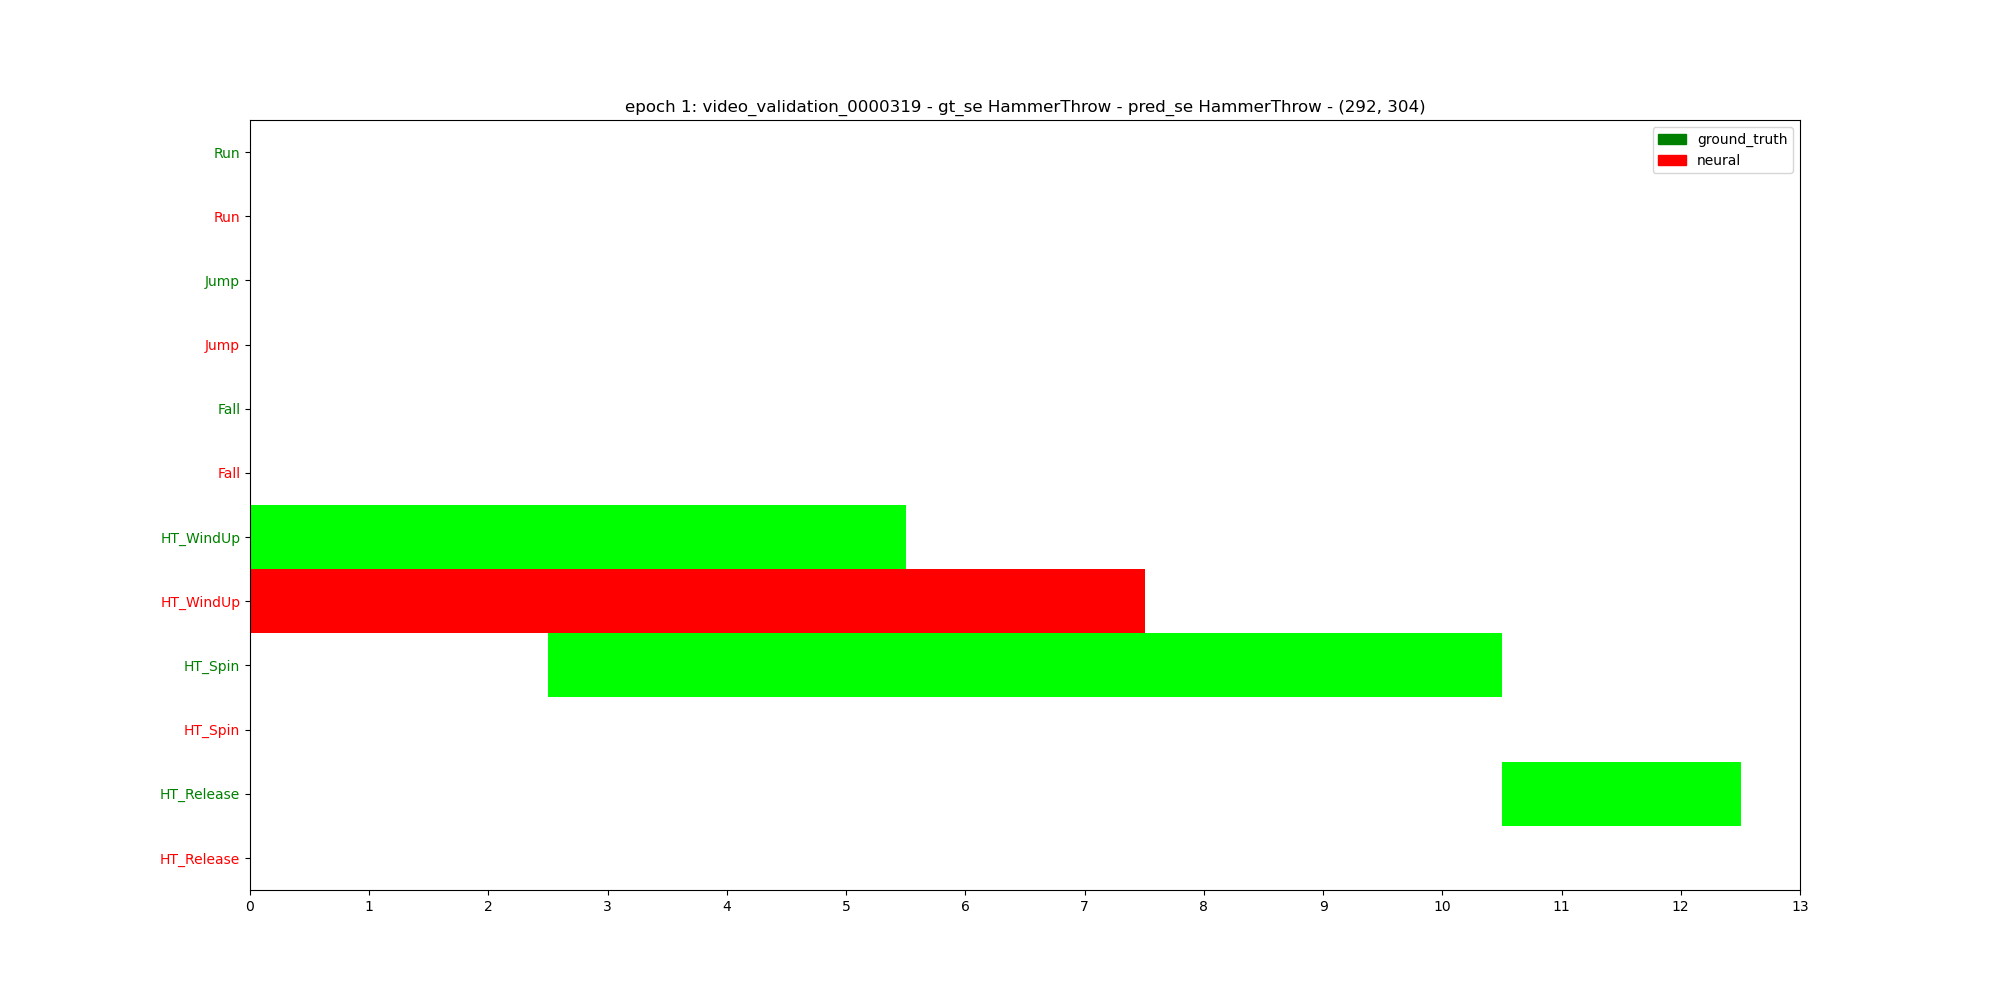 epoch 1: video_validation_0000319 - gt_se HammerThrow - pred_se HammerThrow - (292, 304)
ground_truth
neural
Run
Run
Jump
Jump
Fall
Fall
HT_WindUp
HT_WindUp
HT_Spin
HT_Spin
HT_Release
HT_Release
0 1 2 3 4 5 6 7 8 9 10 11 12 13